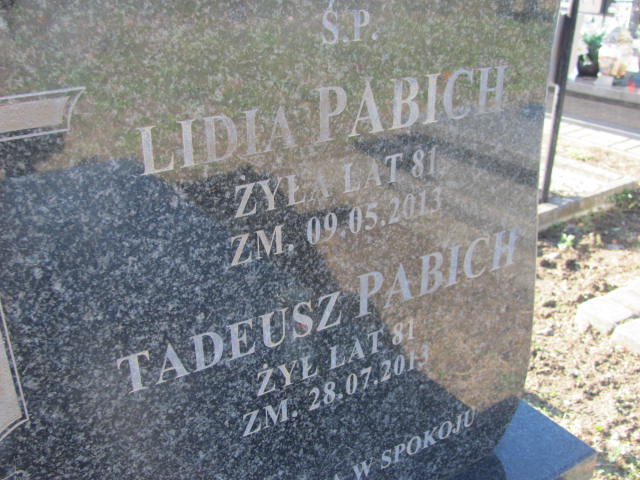 Ś.P.
LIDIA PABICH
ŻYŁA LAT 81
ZM. 09.05.2013
TADEUSZ PABICH
ŻYŁ LAT 81
ZM. 28.07.2013
W SPOKOJU